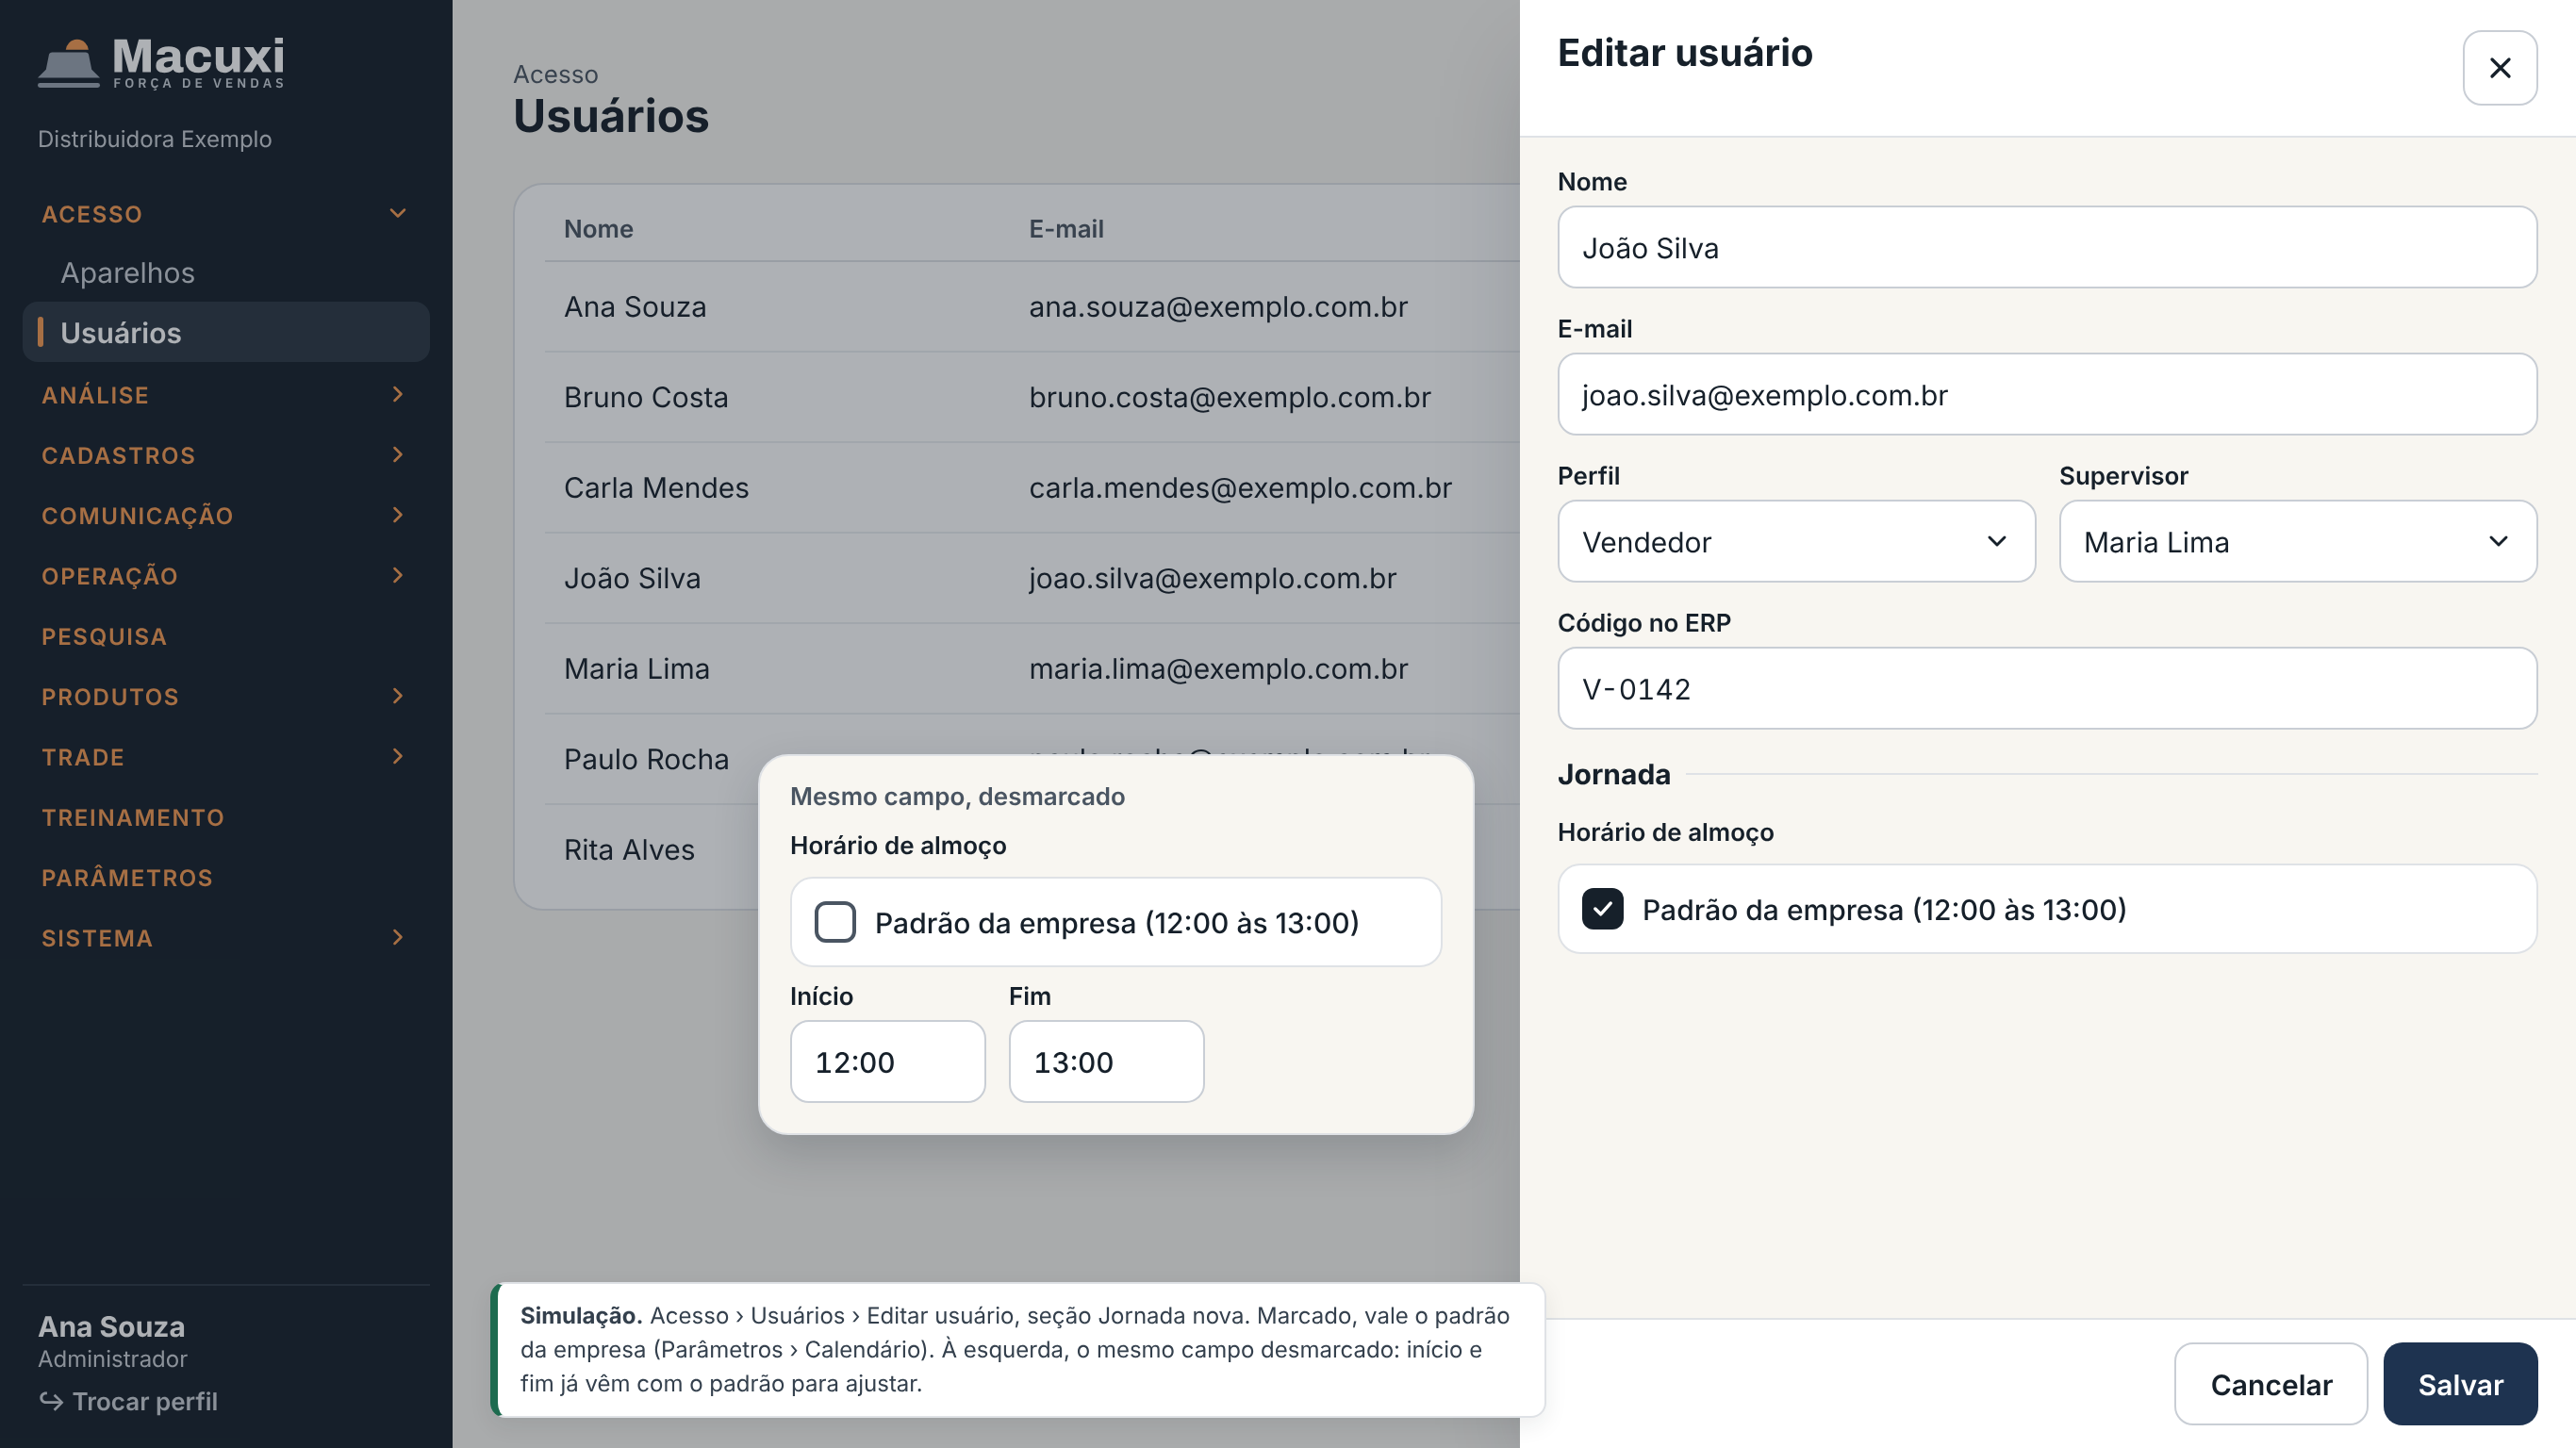 Macuxi
FORÇA DE VENDAS
Distribuidora Exemplo
ACESSO
Aparelhos
Usuários
ANÁLISE
CADASTROS
COMUNICAÇÃO
OPERAÇÃO
PESQUISA
PRODUTOS
TRADE
TREINAMENTO
PARÂMETROS
SISTEMA
Ana Souza
Administrador
Trocar perfil
Acesso
Usuários
Nome E-mail
Ana Souza ana.souza@exemplo.com.br
Bruno Costa bruno.costa@exemplo.com.br
Carla Mendes carla.mendes@exemplo.com.br
João Silva joao.silva@exemplo.com.br
Maria Lima maria.lima@exemplo.com.br
Paulo Rocha
Rita Alves
Mesmo campo, desmarcado
Horário de almoço
Padrão da empresa (12:00 às 13:00)
Início Fim
12:00 13:00
Simulação. Acesso › Usuários › Editar usuário, seção Jornada nova. Marcado, vale o padrão
da empresa (Parâmetros › Calendário). À esquerda, o mesmo campo desmarcado: início e
fim já vêm com o padrão para ajustar.
Editar usuário
Nome
João Silva
E-mail
joao.silva@exemplo.com.br
Perfil Supervisor
Vendedor Maria Lima
Código no ERP
V-0142
Jornada
Horário de almoço
Padrão da empresa (12:00 às 13:00)
Cancelar Salvar